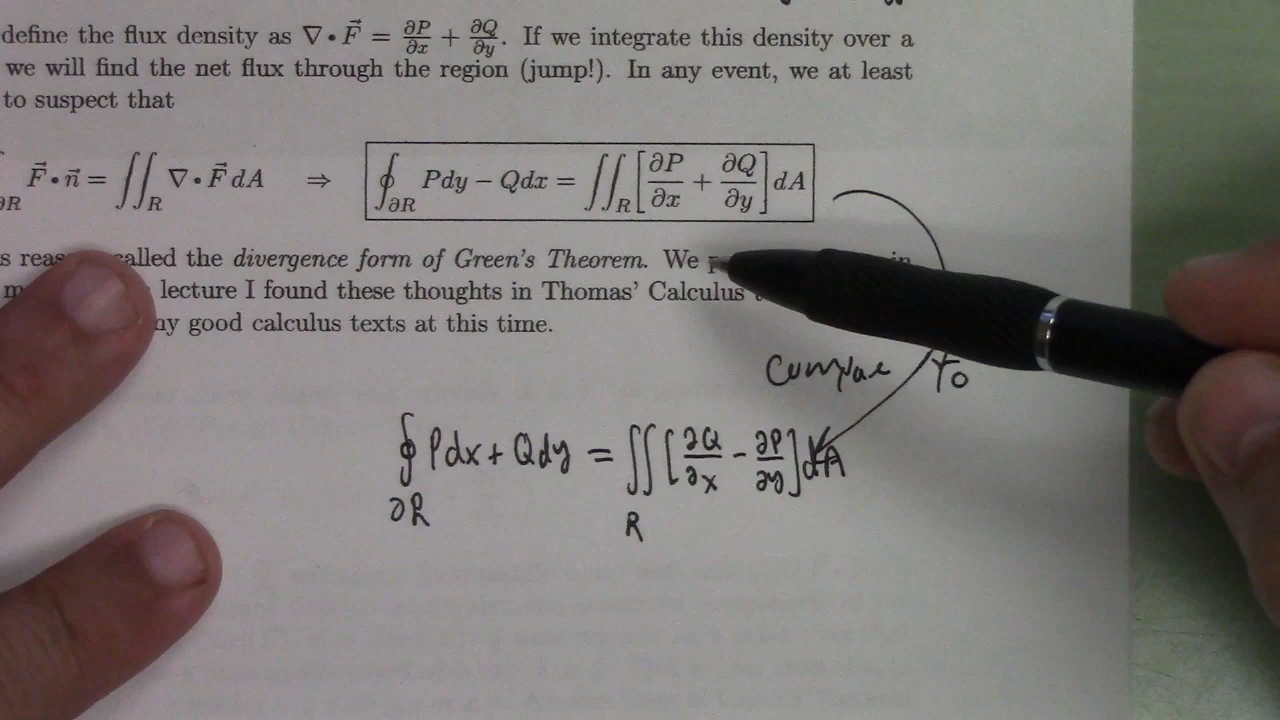 define the flux density as ∇•F⃗ = ∂P/∂x + ∂Q/∂y. If we integrate this density over a
we will find the net flux through the region (jump!). In any event, we at least
to suspect that
∂R F⃗•n⃗ = ∬_R ∇•F⃗ dA ⇒ ∮_∂R Pdy − Qdx = ∬_R [∂P/∂x + ∂Q/∂y] dA
called the divergence form of Green's Theorem. We in
lecture I found these thoughts in Thomas' Calculus
good calculus texts at this time.
Compare to
∮_∂R Pdx + Qdy = ∬_R [∂Q/∂x − ∂P/∂y] dA